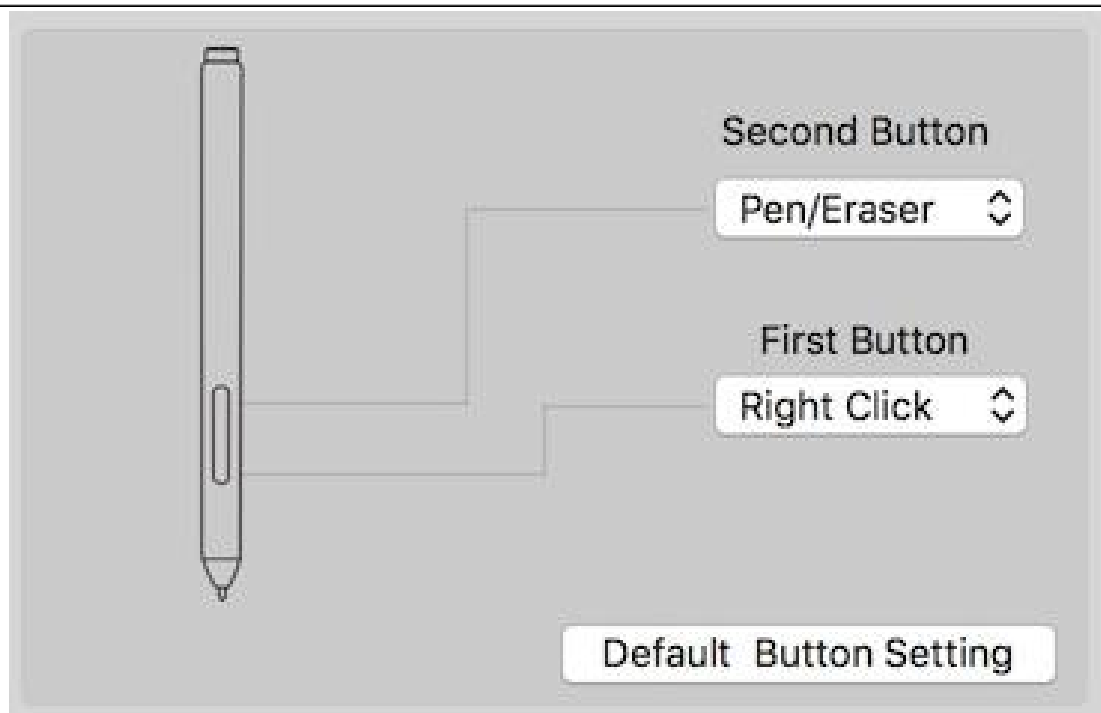 Second Button
Pen/Eraser
First Button
Right Click
Default Button Setting